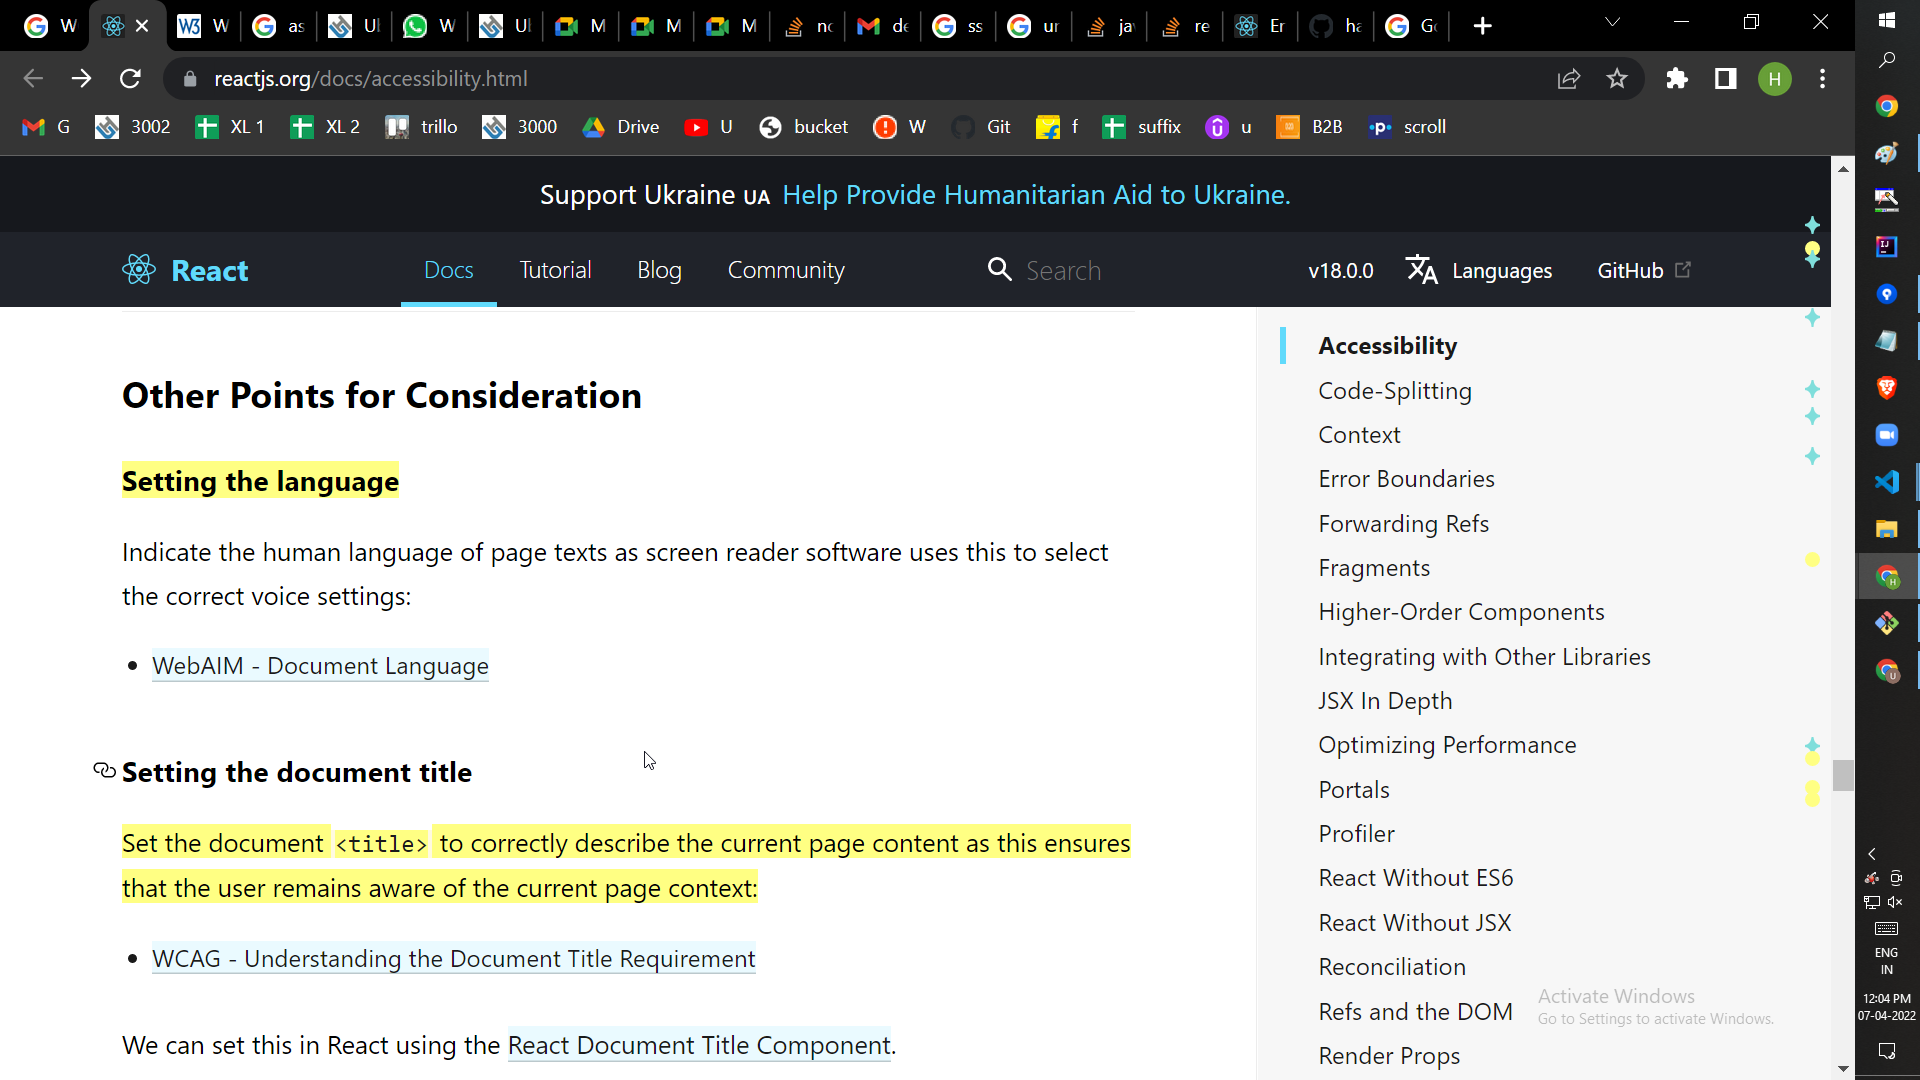 W
W
as
Ul
W
Ul
M
M
M
nc
de
ss
ur
ja
re
Er
ha
Ge
reactjs.org/docs/accessibility.html
H
G
3002
XL 1
XL 2
trillo
3000
Drive
U
bucket
W
Git
f
suffix
u
B2B
scroll
Support Ukraine UA Help Provide Humanitarian Aid to Ukraine.
React
Docs
Tutorial
Blog
Community
Search
v18.0.0
Languages
GitHub
Other Points for Consideration
Setting the language
Indicate the human language of page texts as screen reader software uses this to select
the correct voice settings:
WebAIM - Document Language
Setting the document title
Set the document <title> to correctly describe the current page content as this ensures
that the user remains aware of the current page context:
WCAG - Understanding the Document Title Requirement
We can set this in React using the React Document Title Component.
Accessibility
Code-Splitting
Context
Error Boundaries
Forwarding Refs
Fragments
Higher-Order Components
Integrating with Other Libraries
JSX In Depth
Optimizing Performance
Portals
Profiler
React Without ES6
React Without JSX
Reconciliation
Refs and the DOM
Render Props
Activate Windows
Go to Settings to activate Windows.
ENG
IN
12:04 PM
07-04-2022